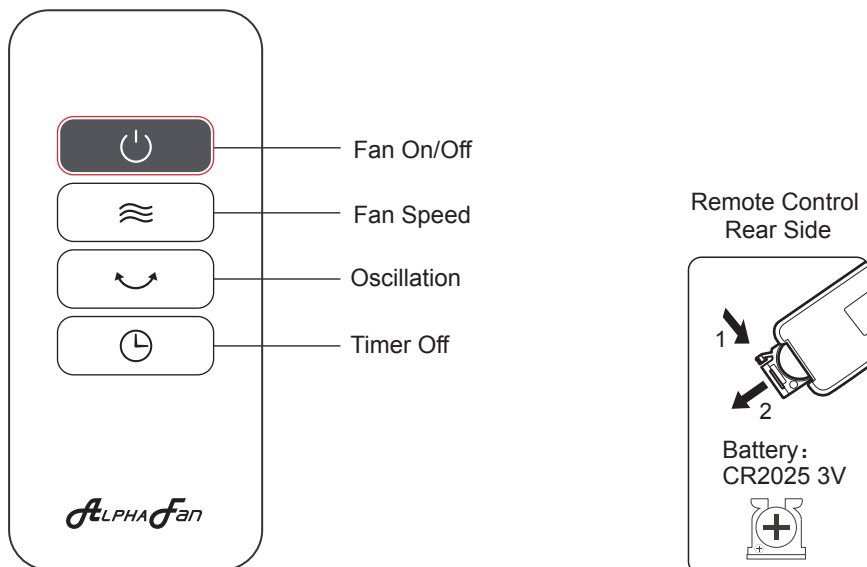 Fan On/Off
Fan Speed
Oscillation
Timer Off
ALPHAFan
Remote Control
Rear Side
1
2
Battery：
CR2025 3V